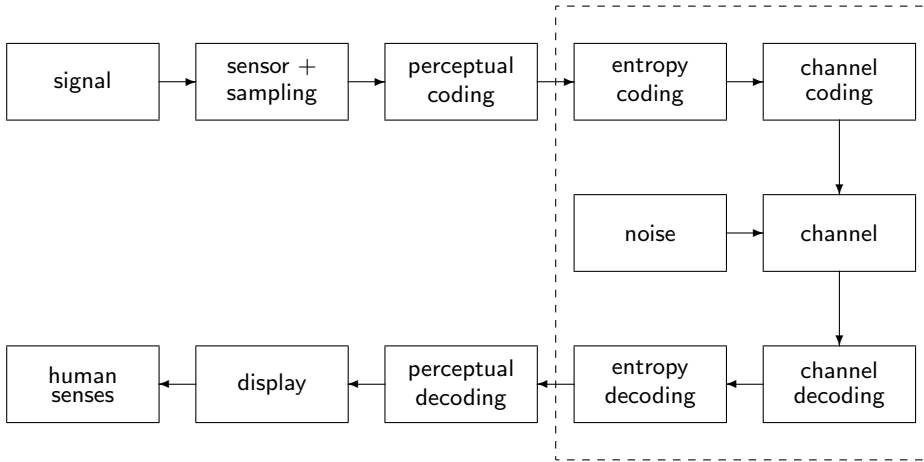 signal
sensor +
sampling
perceptual
coding
entropy
coding
channel
coding
noise
channel
human
senses
display
perceptual
decoding
entropy
decoding
channel
decoding